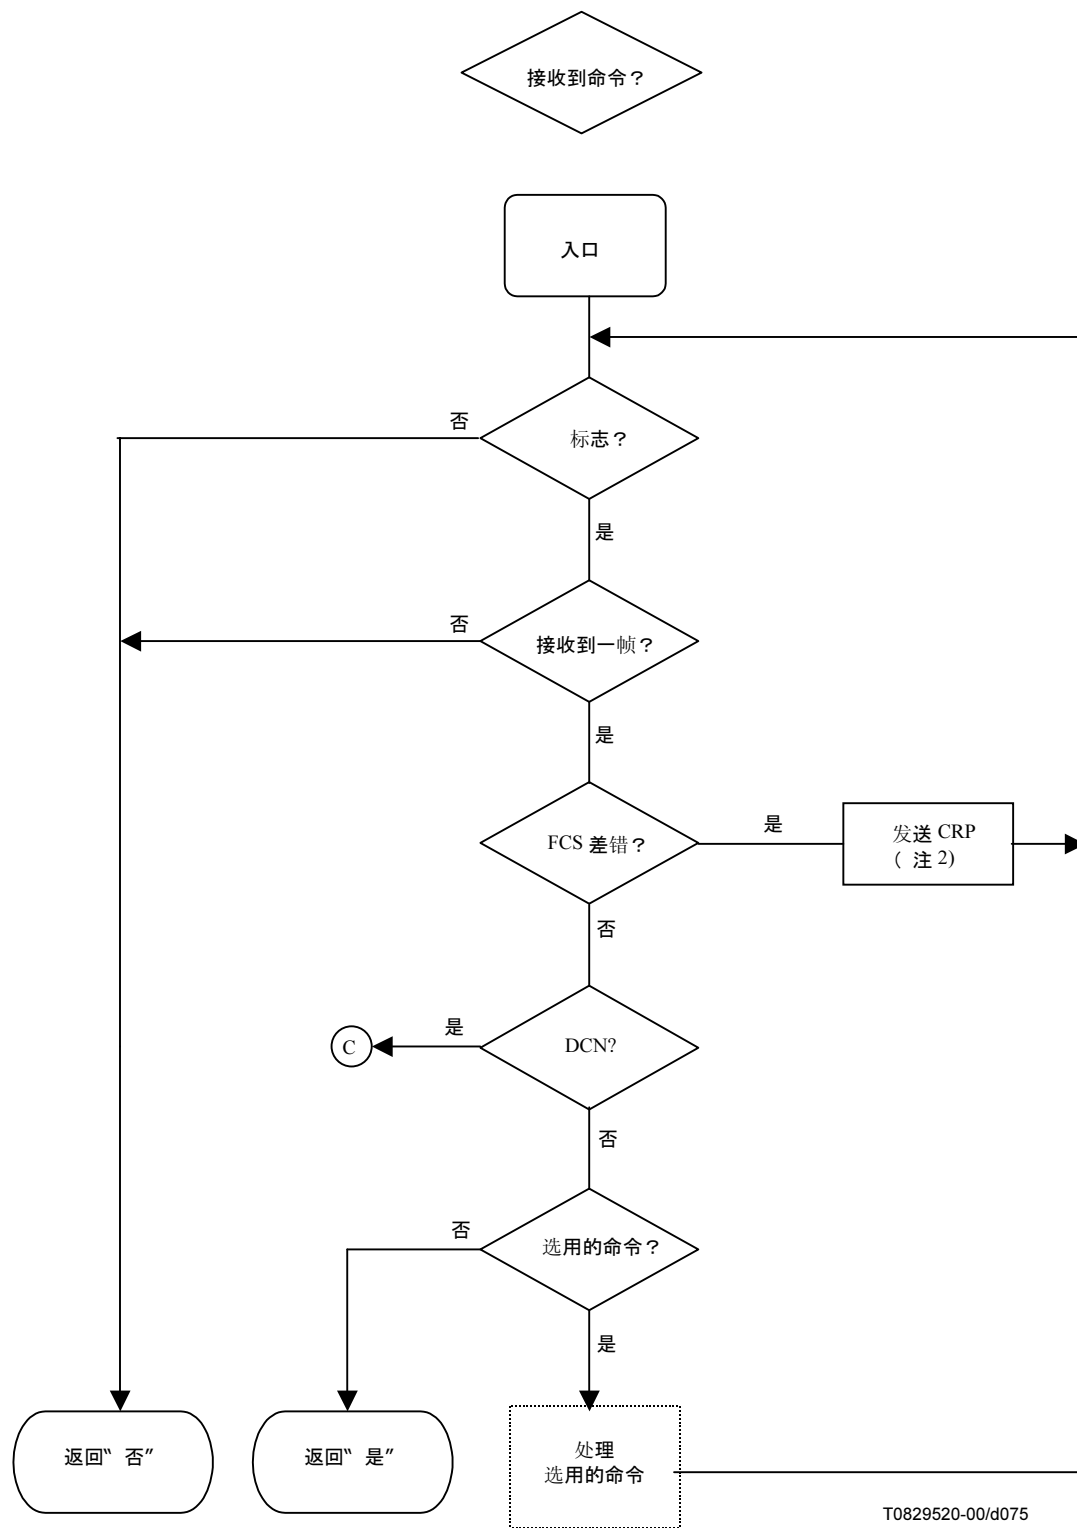 接收到命令？
入口
否
标志？
是
否
接收到一帧？
是
FCS 差错？
是
发送 CRP
（ 注 2)
否
C
是
DCN?
否
否
选用的命令？
是
返回“ 否”
返回“ 是”
处理
选用的命令
T0829520-00/d075